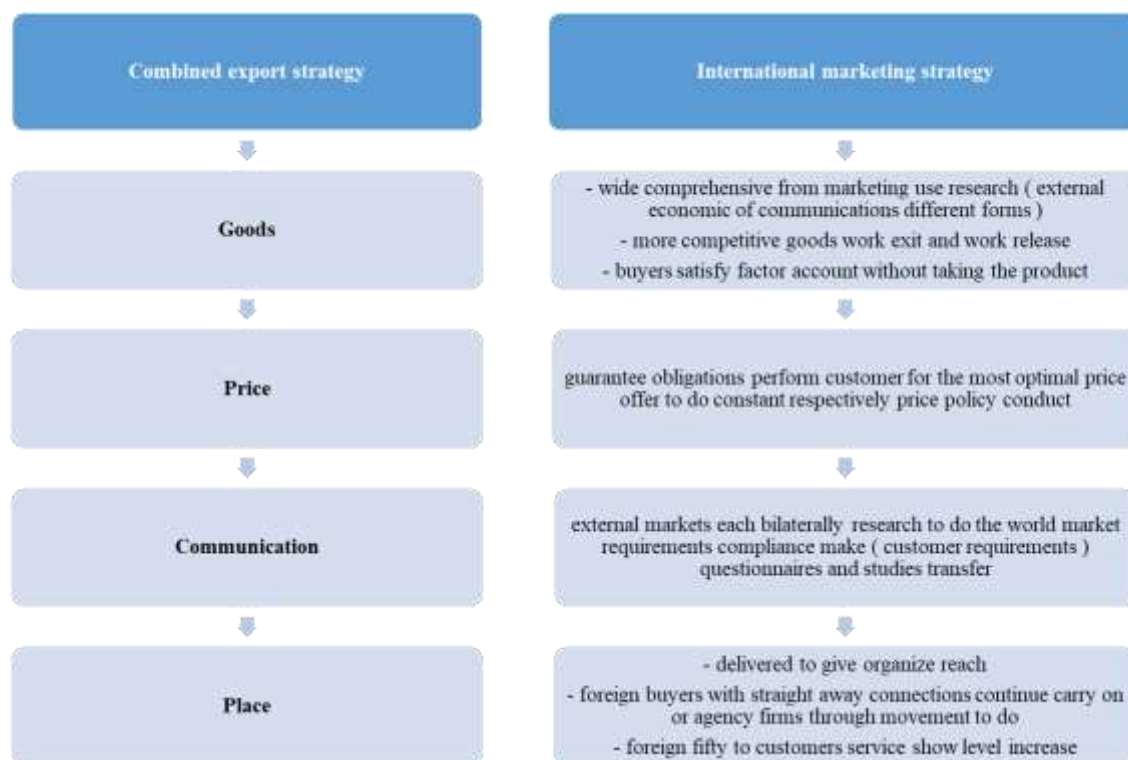 Combined export strategy
International marketing strategy
Goods
- wide comprehensive from marketing use research ( external
economic of communications different forms )
- more competitive goods work exit and work release
- buyers satisfy factor account without taking the product
Price
guarantee obligations perform customer for the most optimal price
offer to do constant respectively price policy conduct
Communication
external markets each bilaterally research to do the world market
requirements compliance make ( customer requirements )
questionnaires and studies transfer
Place
- delivered to give organize reach
- foreign buyers with straight away connections continue carry on
or agency firms through movement to do
- foreign fifty to customers service show level increase